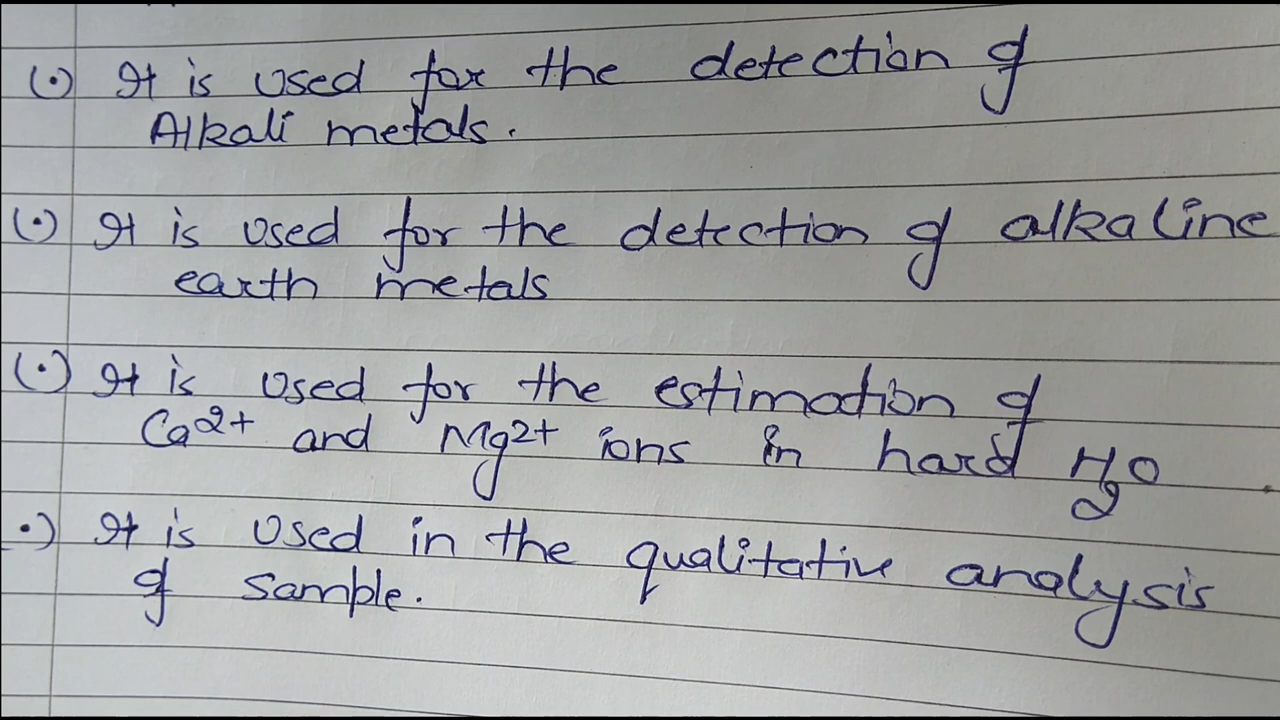 (·) It is used for the detection of
Alkali metals.
(·) It is used for the detection of alkaline
earth metals
(·) It is used for the estimation of
Ca2+ and Mg2+ ions in hard H2O
·) It is used in the qualitative analysis
of sample.